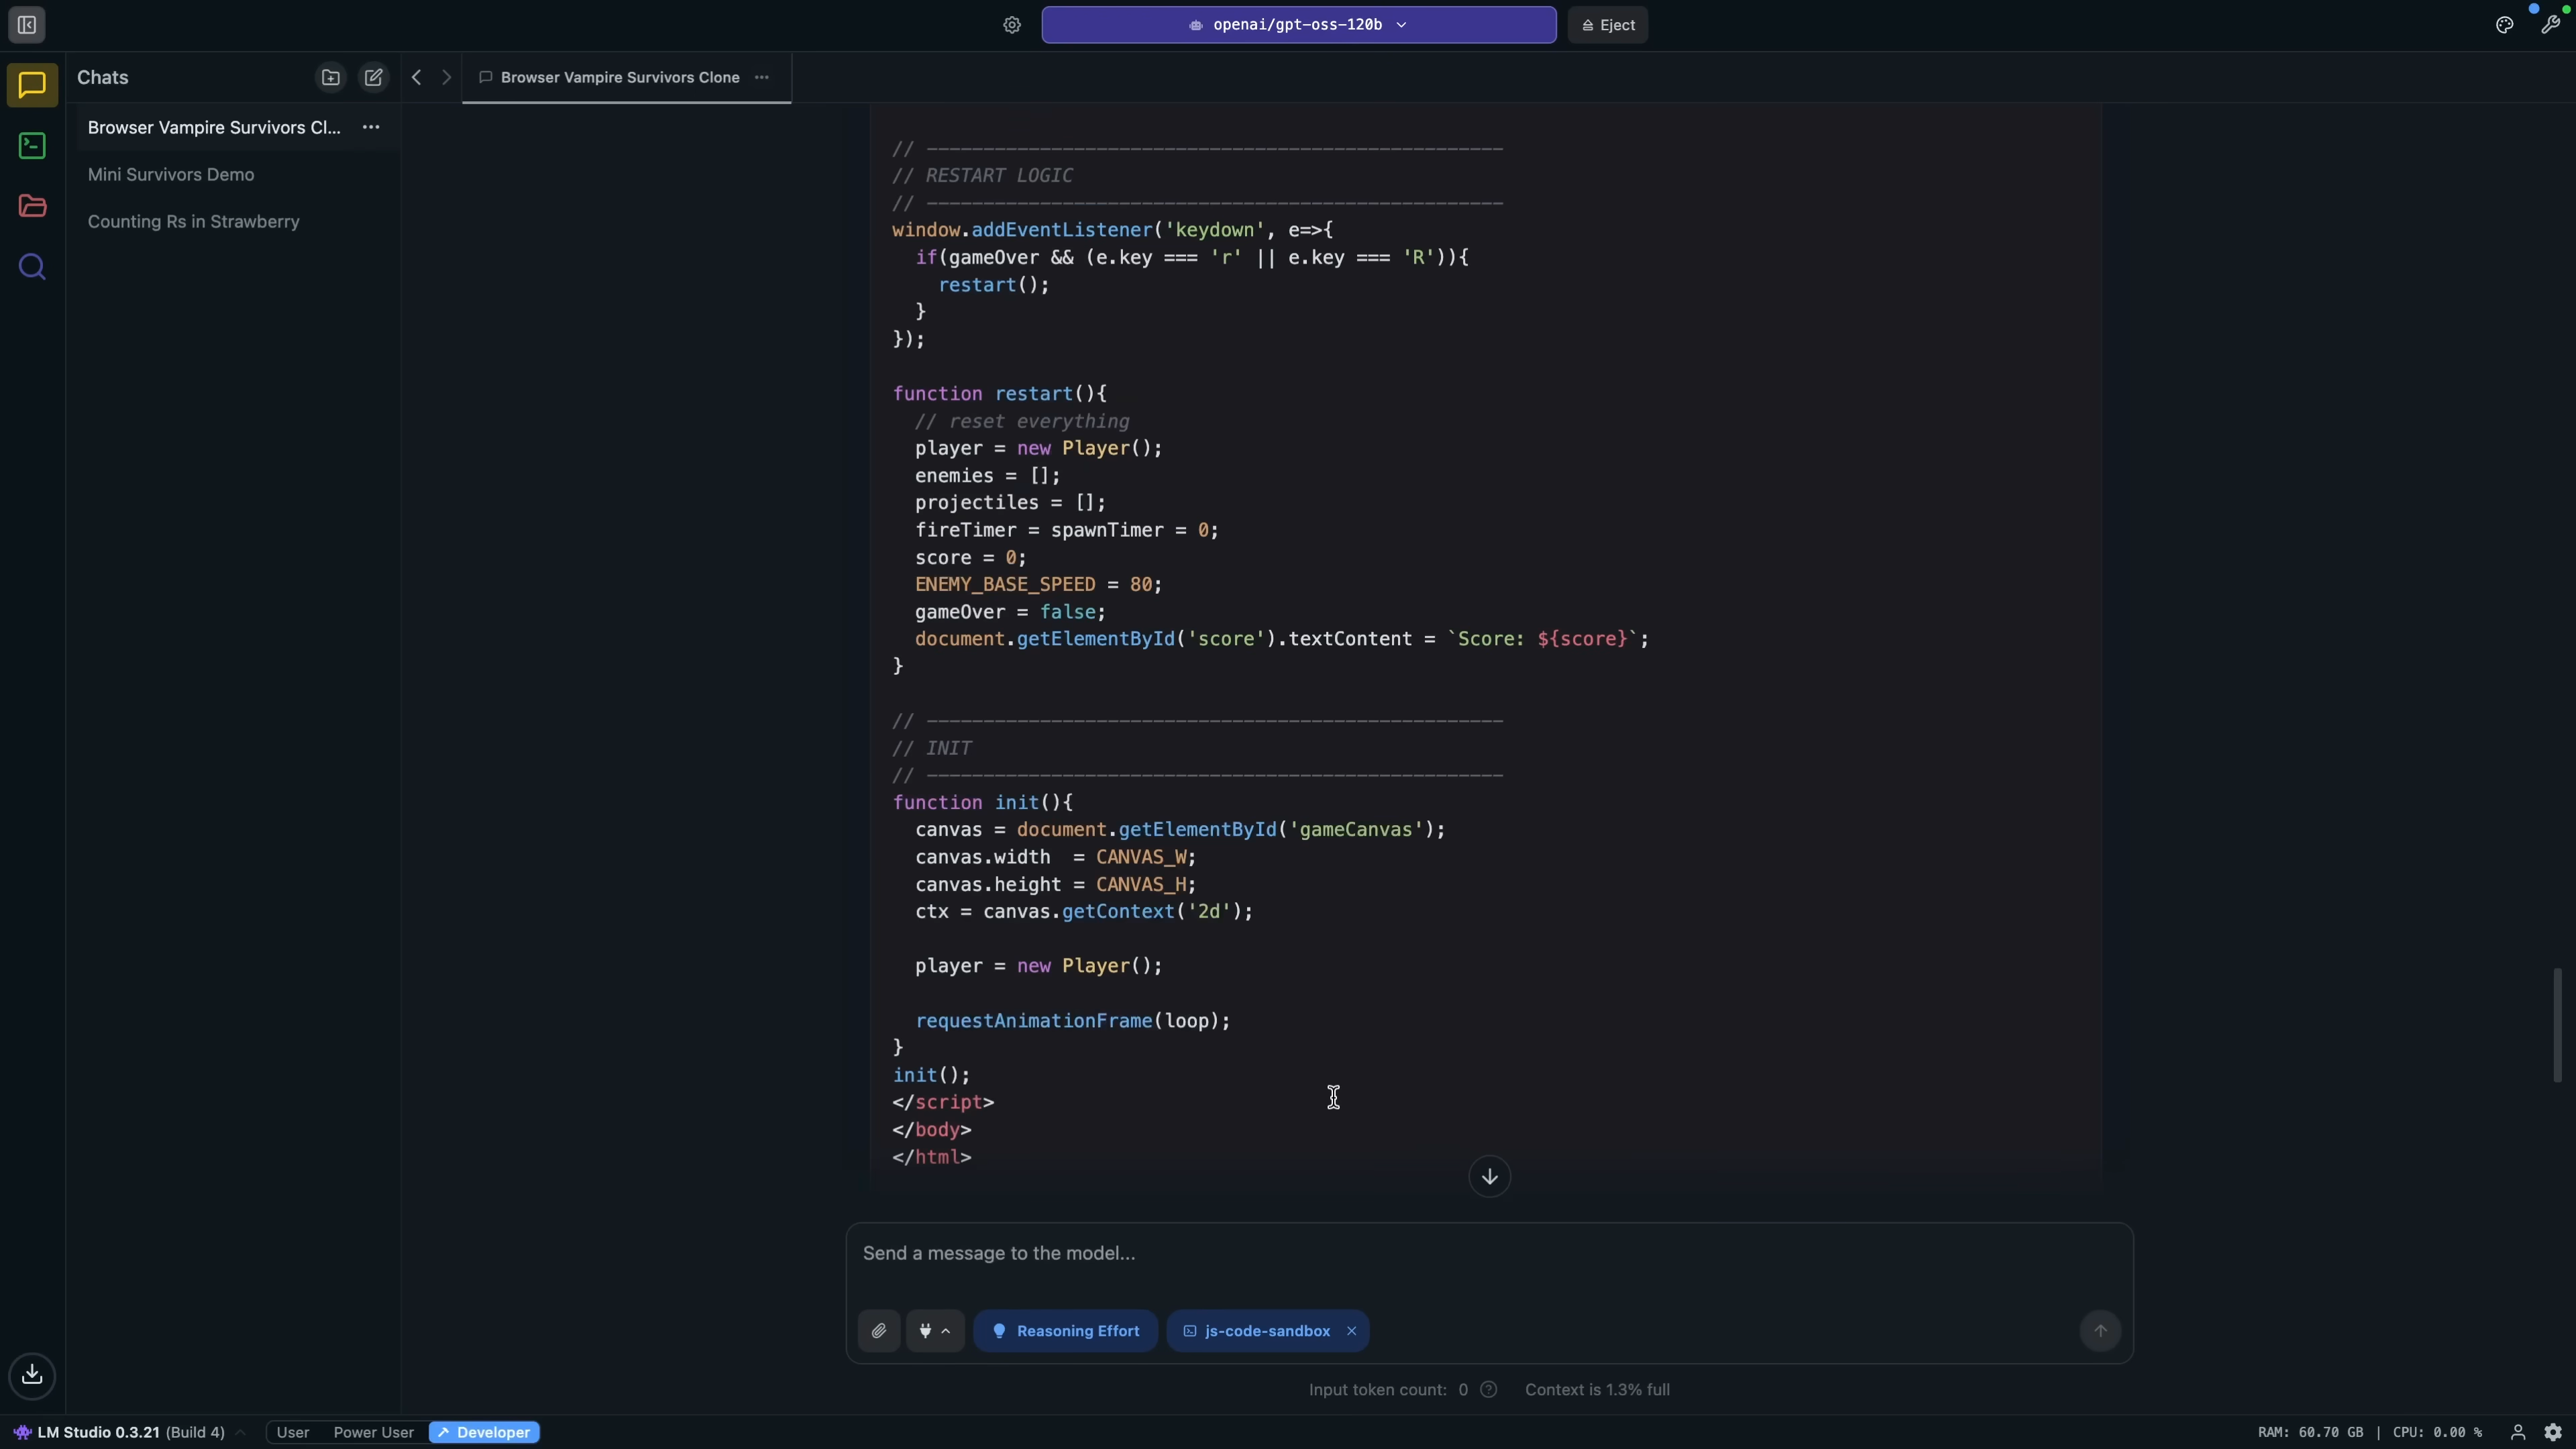 openai/gpt-oss-120b
Eject
Chats
Browser Vampire Survivors Clone
Browser Vampire Survivors Cl...
Mini Survivors Demo
Counting Rs in Strawberry
// ---------------------------------------------------
// RESTART LOGIC
// ---------------------------------------------------
window.addEventListener('keydown', e=>{
  if(gameOver && (e.key === 'r' || e.key === 'R')){
    restart();
  }
});
function restart(){
  // reset everything
  player = new Player();
  enemies = [];
  projectiles = [];
  fireTimer = spawnTimer = 0;
  score = 0;
  ENEMY_BASE_SPEED = 80;
  gameOver = false;
  document.getElementById('score').textContent = `Score: ${score}`;
}
// ---------------------------------------------------
// INIT
// ---------------------------------------------------
function init(){
  canvas = document.getElementById('gameCanvas');
  canvas.width  = CANVAS_W;
  canvas.height = CANVAS_H;
  ctx = canvas.getContext('2d');
  player = new Player();
  requestAnimationFrame(loop);
}
init();
</script>
</body>
</html>
Send a message to the model...
Reasoning Effort
js-code-sandbox
Input token count: 0
Context is 1.3% full
LM Studio 0.3.21 (Build 4)
User
Power User
Developer
RAM: 60.70 GB | CPU: 0.00 %